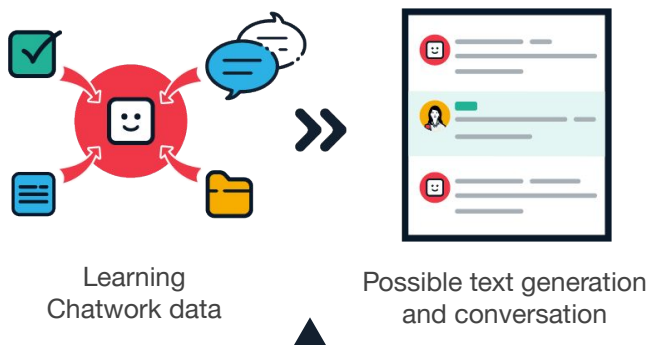 Learning
Chatwork data
Possible text generation
and conversation